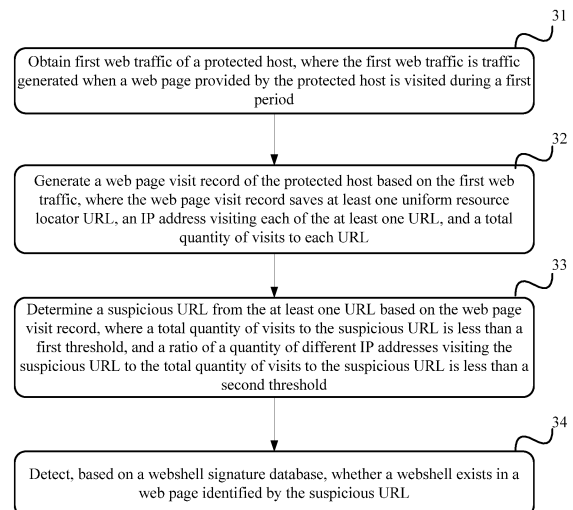 31
Obtain first web traffic of a protected host, where the first web traffic is traffic
generated when a web page provided by the protected host is visited during a first
period
32
Generate a web page visit record of the protected host based on the first web
traffic, where the web page visit record saves at least one uniform resource
locator URL, an IP address visiting each of the at least one URL, and a total
quantity of visits to each URL
33
Determine a suspicious URL from the at least one URL based on the web page
visit record, where a total quantity of visits to the suspicious URL is less than a
first threshold, and a ratio of a quantity of different IP addresses visiting the
suspicious URL to the total quantity of visits to the suspicious URL is less than a
second threshold
34
Detect, based on a webshell signature database, whether a webshell exists in a
web page identified by the suspicious URL